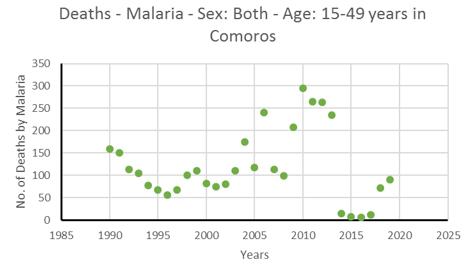 Deaths - Malaria - Sex: Both - Age: 15-49 years in
Comoros
No. of Deaths by Malaria
350
300
250
200
150
100
50
0
1985 1990 1995 2000 2005 2010 2015 2020 2025
Years